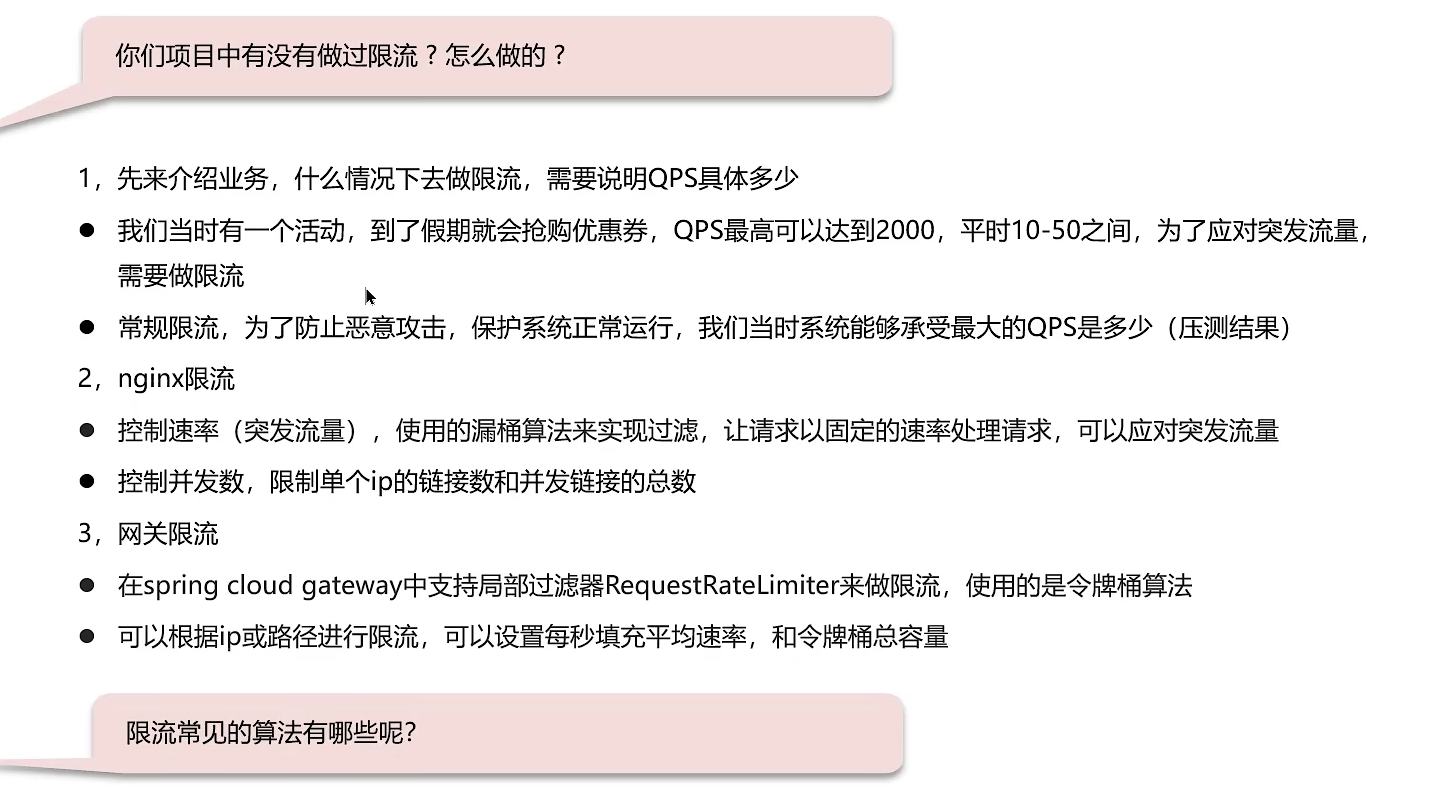 你们项目中有没有做过限流？怎么做的？
1，先来介绍业务，什么情况下去做限流，需要说明QPS具体多少
● 我们当时有一个活动，到了假期就会抢购优惠券，QPS最高可以达到2000，平时10-50之间，为了应对突发流量，
需要做限流
● 常规限流，为了防止恶意攻击，保护系统正常运行，我们当时系统能够承受最大的QPS是多少（压测结果）
2，nginx限流
● 控制速率（突发流量），使用的漏桶算法来实现过滤，让请求以固定的速率处理请求，可以应对突发流量
● 控制并发数，限制单个ip的链接数和并发链接的总数
3，网关限流
● 在spring cloud gateway中支持局部过滤器RequestRateLimiter来做限流，使用的是令牌桶算法
● 可以根据ip或路径进行限流，可以设置每秒填充平均速率，和令牌桶总容量
限流常见的算法有哪些呢?